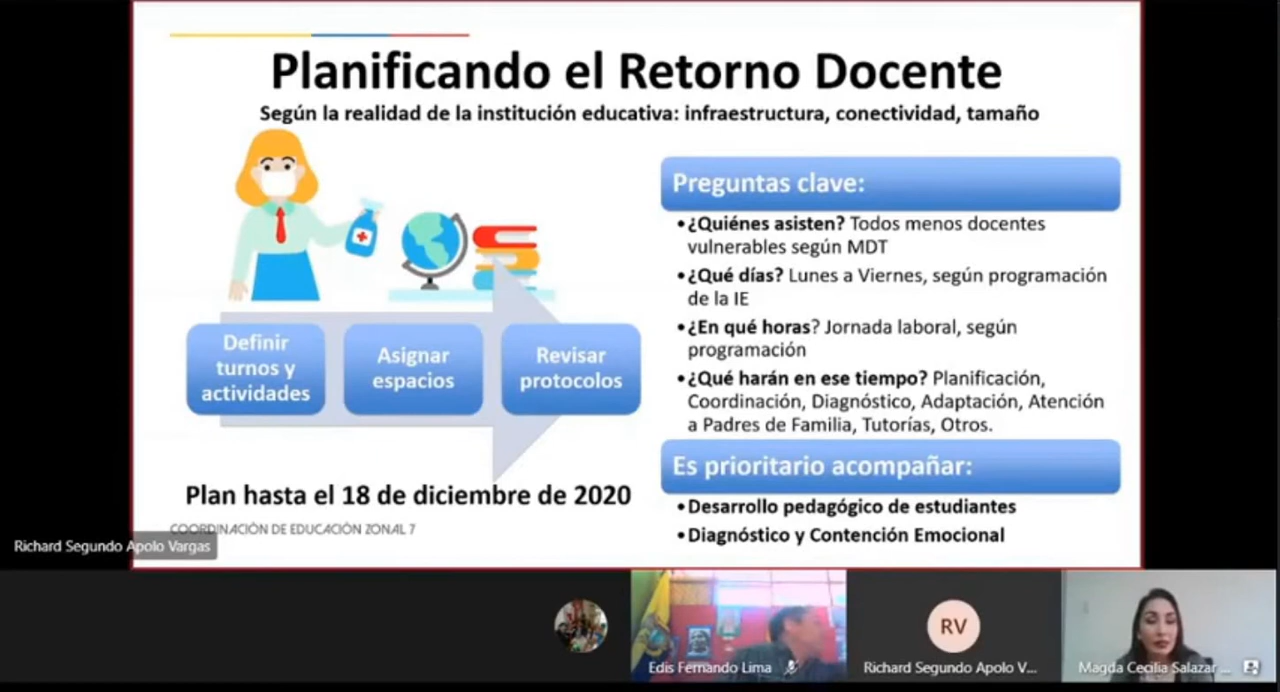 Planificando el Retorno Docente
Según la realidad de la institución educativa: infraestructura, conectividad, tamaño
Definir
turnos y
actividades
Asignar
espacios
Revisar
protocolos
Plan hasta el 18 de diciembre de 2020
COORDINACIÓN DE EDUCACIÓN ZONAL 7
Preguntas clave:
•¿Quiénes asisten? Todos menos docentes
vulnerables según MDT
•¿Qué días? Lunes a Viernes, según programación
de la IE
•¿En qué horas? Jornada laboral, según
programación
•¿Qué harán en ese tiempo? Planificación,
Coordinación, Diagnóstico, Adaptación, Atención
a Padres de Familia, Tutorías, Otros.
Es prioritario acompañar:
•Desarrollo pedagógico de estudiantes
•Diagnóstico y Contención Emocional
Richard Segundo Apolo Vargas
Edis Fernando Lima
RV
Richard Segundo Apolo V...
Magda Cecilia Salazar ...